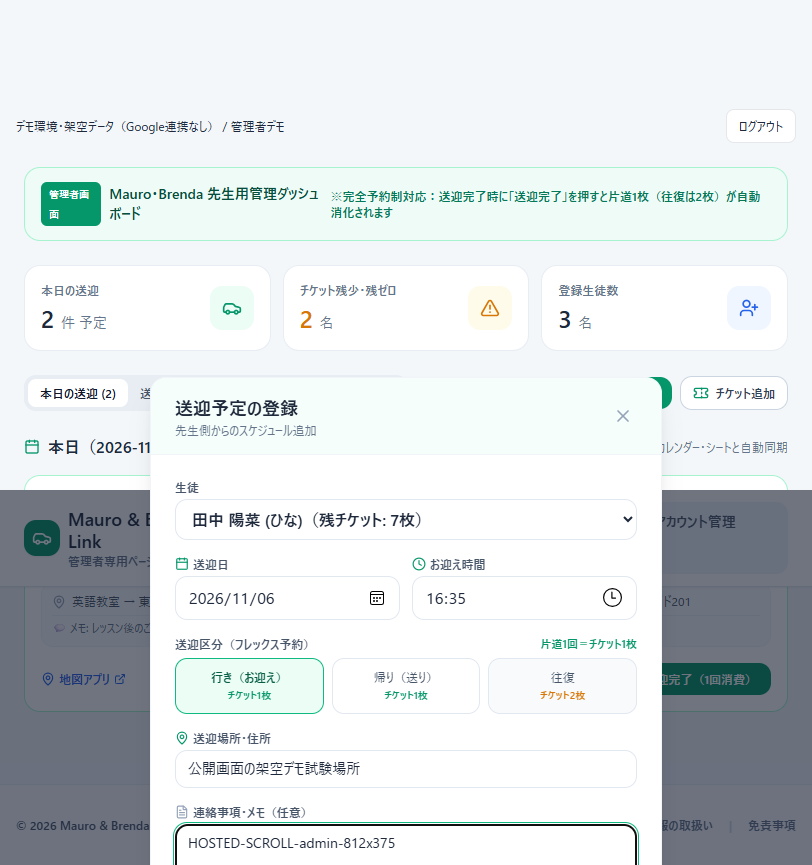 デモ環境・架空データ（Google連携なし） / 管理者デモ
ログアウト
管理者画面
Mauro・Brenda 先生用管理ダッシュボード
※完全予約制対応：送迎完了時に「送迎完了」を押すと片道1枚（往復は2枚）が自動消化されます
本日の送迎
2 件 予定
チケット残少・残ゼロ
2 名
登録生徒数
3 名
本日の送迎 (2)
送
チケット追加
本日（2026-11
カレンダー・シートと自動同期
送迎予定の登録
先生側からのスケジュール追加
生徒
田中 陽菜 (ひな)（残チケット: 7枚）
Mauro & B
Link
管理者専用ペー
アカウント管理
送迎日
お迎え時間
2026/11/06
16:35
英語教室 → 東
ド201
メモ: レッスン後のご
送迎区分（フレックス予約）
片道1回＝チケット1枚
行き（お迎え）
チケット1枚
帰り（送り）
チケット1枚
往復
チケット2枚
地図アプリ
迎完了（1回消費）
送迎場所・住所
公開画面の架空デモ試験場所
連絡事項・メモ（任意）
HOSTED-SCROLL-admin-812x375
© 2026 Mauro & Brenda
報の取扱い
|
免責事項